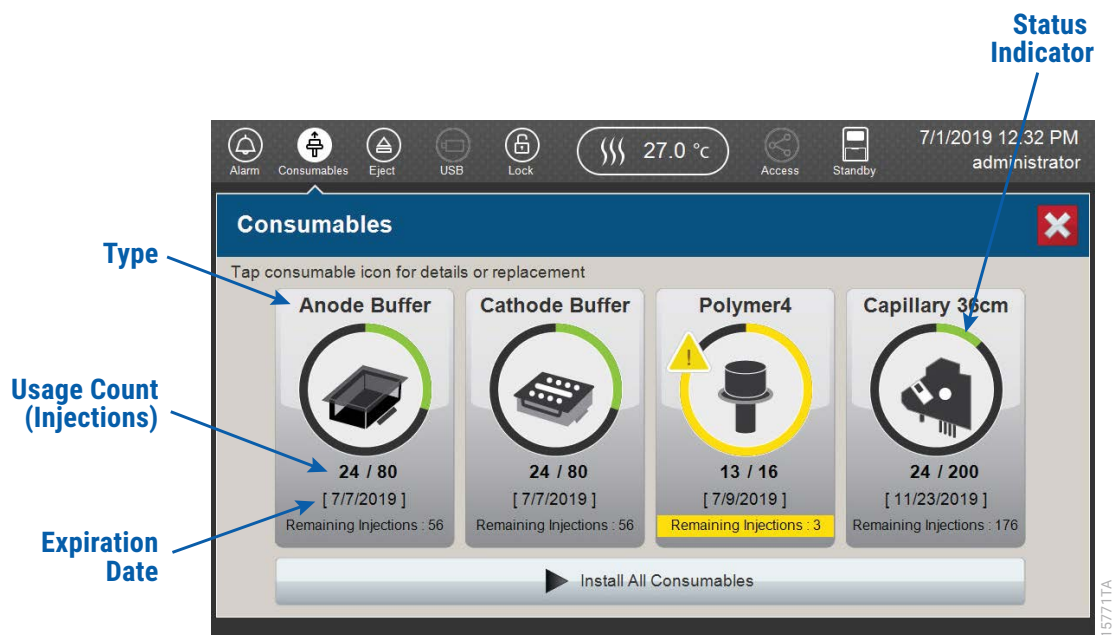 Status
Indicator
7/1/2019 12:32 PM
27.0 °c
administrator
Alarm
Consumables
Eject
USB
Lock
Access
Standby
Consumables
Type
Tap consumable icon for details or replacement
Anode Buffer
Cathode Buffer
Polymer4
Capillary 36cm
!
Usage Count
(Injections)
24 / 80
24 / 80
13 / 16
24 / 200
[ 7/7/2019 ]
[ 7/7/2019 ]
[ 7/9/2019 ]
[ 11/23/2019 ]
Remaining Injections : 56
Remaining Injections : 56
Remaining Injections : 3
Remaining Injections : 176
Expiration
Date
Install All Consumables
15771TA